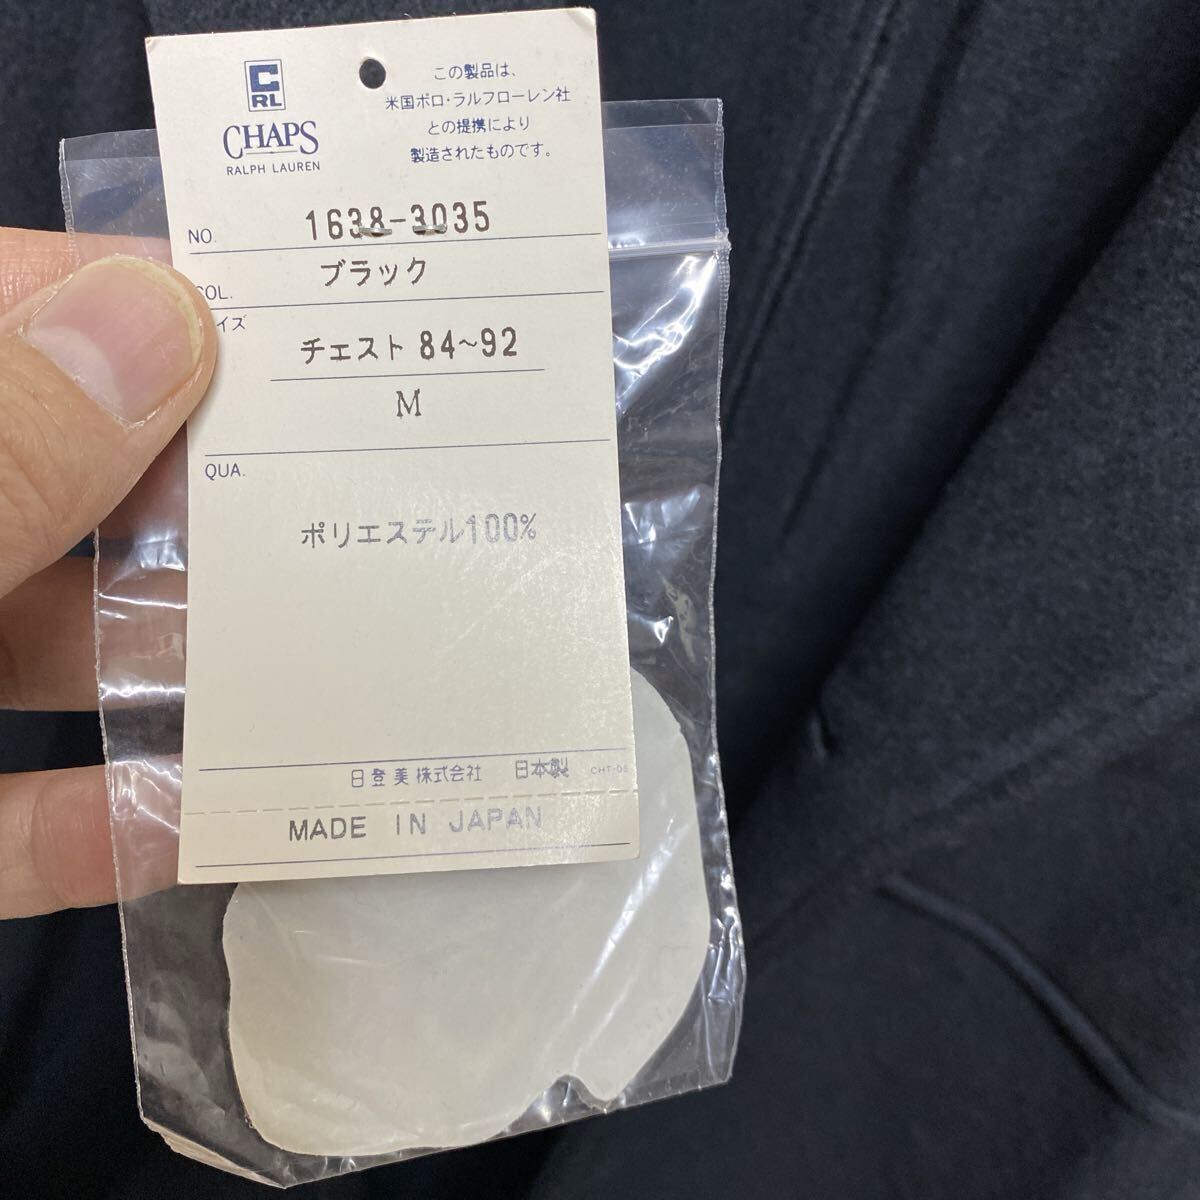 C
RL
CHAPS
RALPH LAUREN
この製品は、
米国ポロ・ラルフローレン社
との提携により
製造されたものです。
NO. 1638-3035
COL. ブラック
イズ
チェスト 84~92
M
QUA.
ポリエステル100%
日登美株式会社 日本製 CHT-06
MADE IN JAPAN